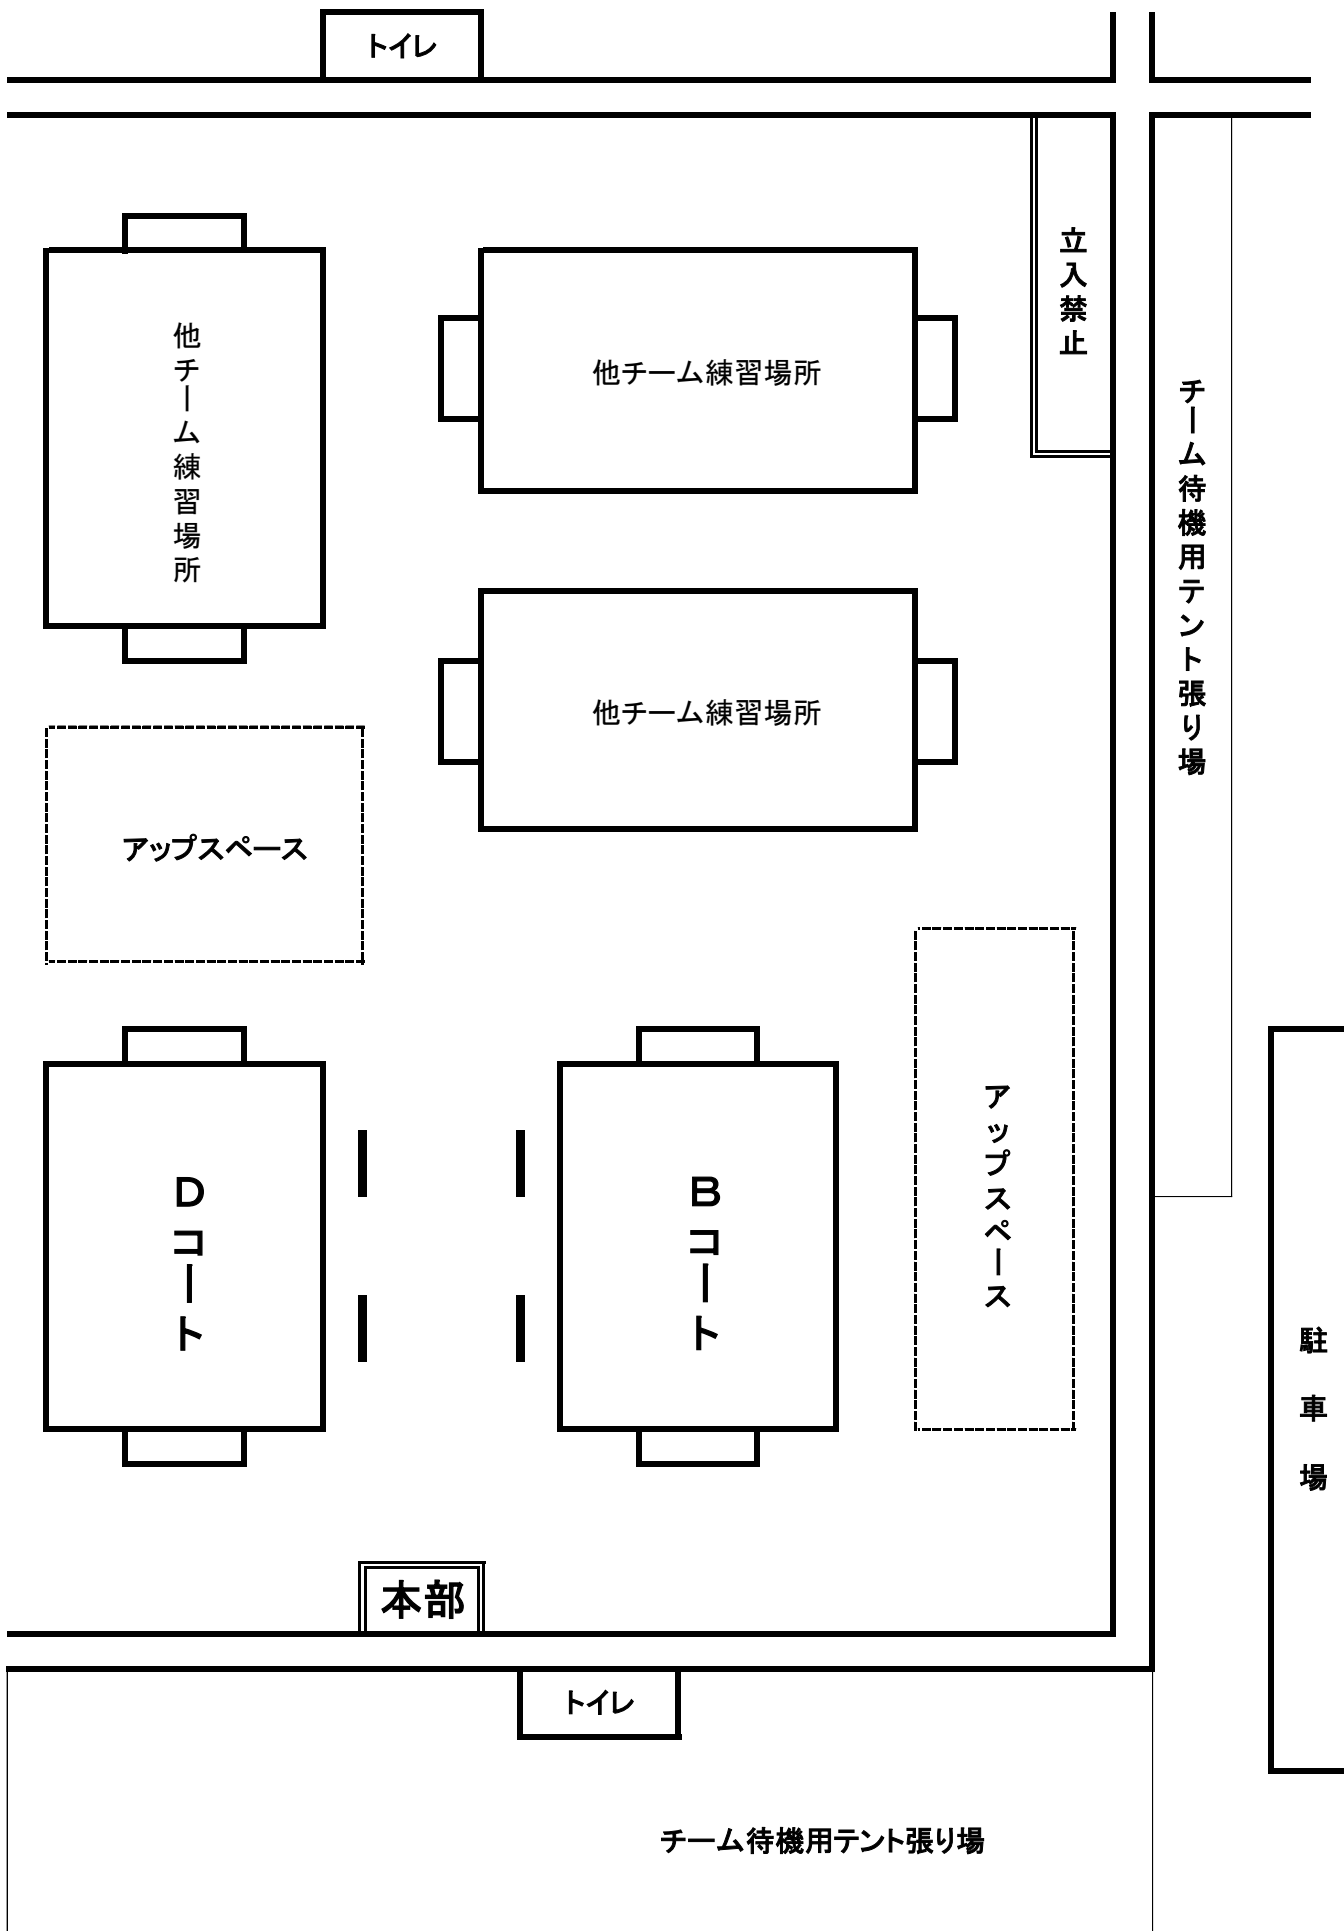 トイレ
立入禁止
他チーム練習場所
他チーム練習場所
チーム待機用テント張り場
他チーム練習場所
アップスペース
アップスペース
Dコート
Bコート
駐車場
本部
トイレ
チーム待機用テント張り場